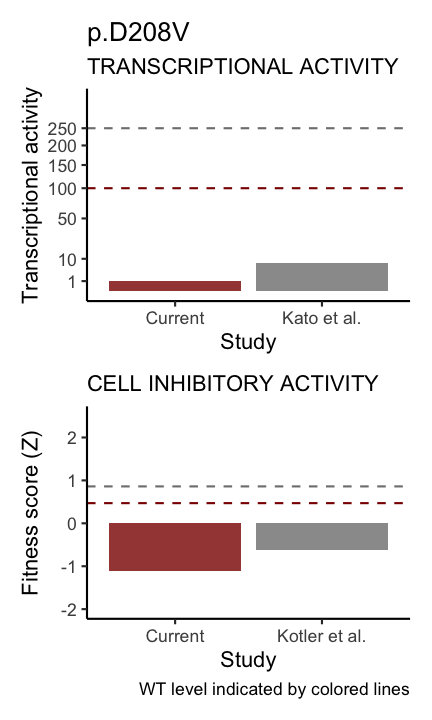 p.D208V
TRANSCRIPTIONAL ACTIVITY
Transcriptional activity
250
200
150
100
50
10
1
Current
Kato et al.
Study
CELL INHIBITORY ACTIVITY
Fitness score (Z)
2
1
0
-1
-2
Current
Kotler et al.
Study
WT level indicated by colored lines